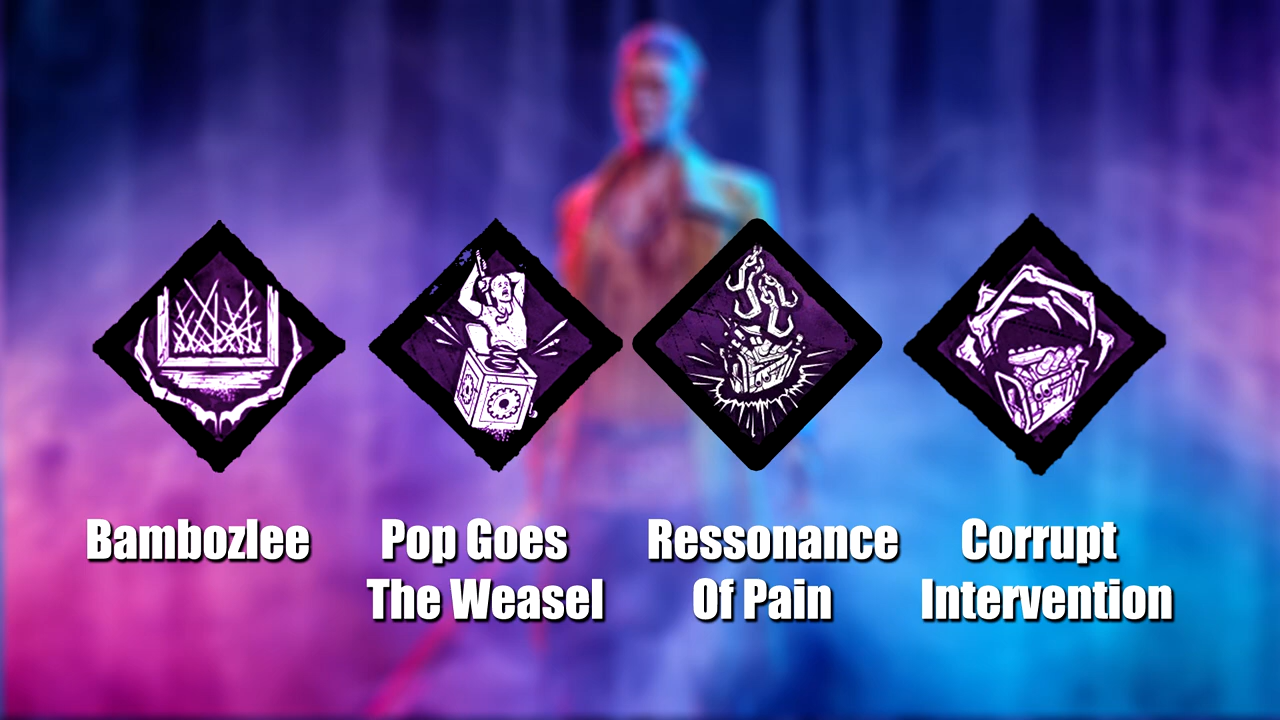 Bambozlee
Pop Goes
The Weasel
Ressonance
Of Pain
Corrupt
Intervention